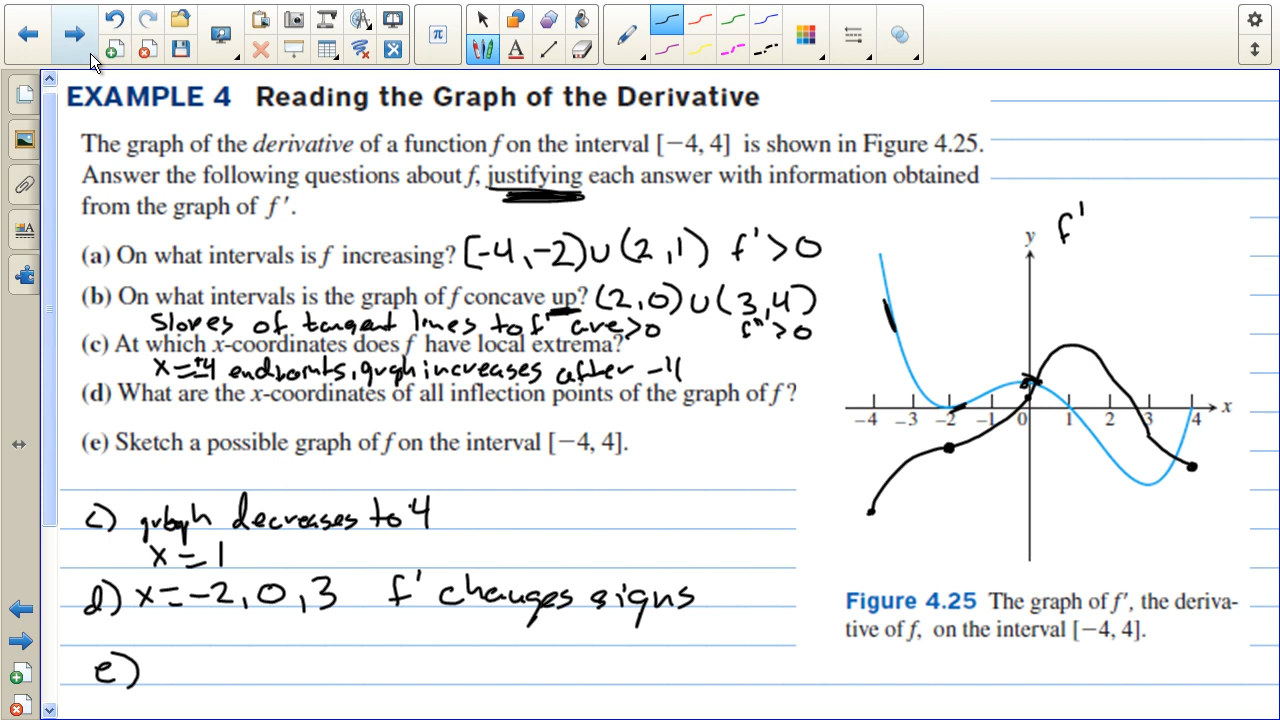 EXAMPLE 4 Reading the Graph of the Derivative
The graph of the derivative of a function f on the interval [−4, 4] is shown in Figure 4.25.
Answer the following questions about f, justifying each answer with information obtained
from the graph of f′.
(a) On what intervals is f increasing? [-4,-2)∪(2,1) f'>0
(b) On what intervals is the graph of f concave up? (2,0)∪(3,4)
slopes of tangent lines to f' are>0 f">0
(c) At which x-coordinates does f have local extrema?
endpoints, graph increases after -4
(d) What are the x-coordinates of all inflection points of the graph of f ?
(e) Sketch a possible graph of f on the interval [−4, 4].
c) graph decreases to 4
x=1
d) x=-2,0,3 f' changes signs
e)
f'
y
−4 −3 −2 −1 0 1 2 3 4 x
Figure 4.25 The graph of f′, the deriva-
tive of f, on the interval [−4, 4].
π
A
A